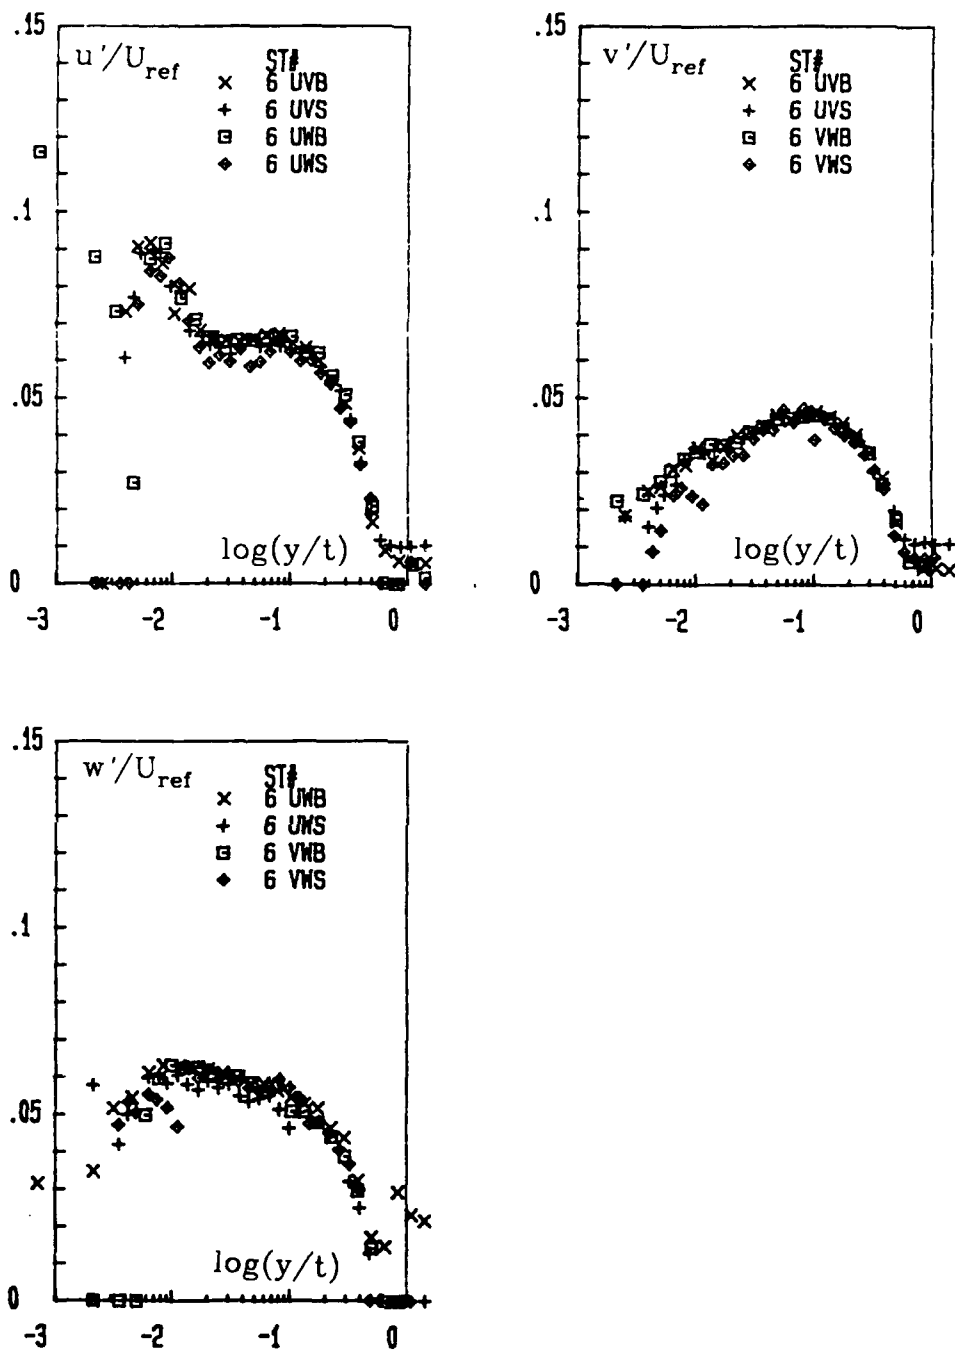 .15
u'/U_ref
ST#
× 6 UVB
+ 6 UVS
6 UWB
6 UWS
.1
.05
log(y/t)
0
-3 -2 -1 0
.15
v'/U_ref
ST#
× 6 UVB
+ 6 UVS
6 VWB
6 VWS
.1
.05
log(y/t)
0
-3 -2 -1 0
.15
w'/U_ref
ST#
× 6 UWB
+ 6 UWS
6 VWB
6 VWS
.1
.05
log(y/t)
0
-3 -2 -1 0